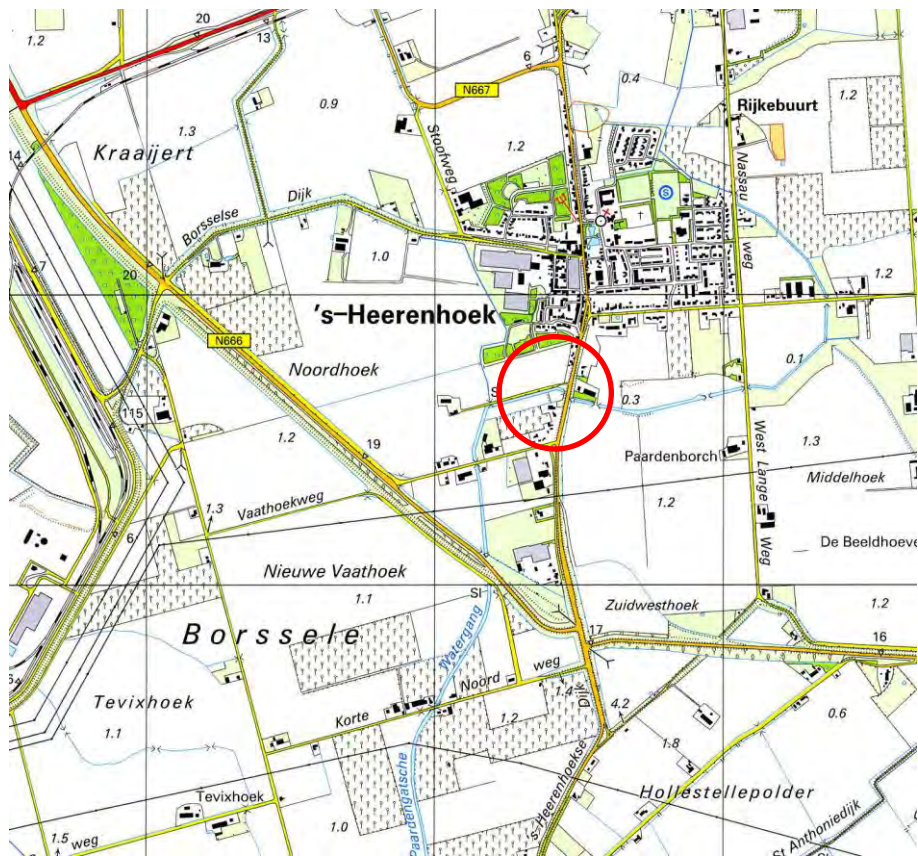 20
13
1.2
6
N667
0.4
Rijkebuurt
1.2
0.9
1.3
Kraaijert
Stoofweg
1.2
Nassau
weg
14
Borsselse
Dijk
S
1.0
20
7
1.2
's-Heerenhoek
N666
Noordhoek
0.1
S
0.3
115
1.2
19
West Lange Weg
Paardenborch
1.3
Middelhoek
1.2
1.3
Vaathoekweg
De Beeldhoeve
6
Nieuwe Vaathoek
1.1
Sl
Zuidwesthoek
1.2
Borssele
17
16
Watergang
Noord
weg
1.4
Dijk
4.2
Tevixhoek
Korte
1.2
0.6
1.1
1.8
Hollestellepolder
Tevixhoek
Paardengatsche
's-Heerenhoekse
1.0
1.5
weg
St Anthoniedijk